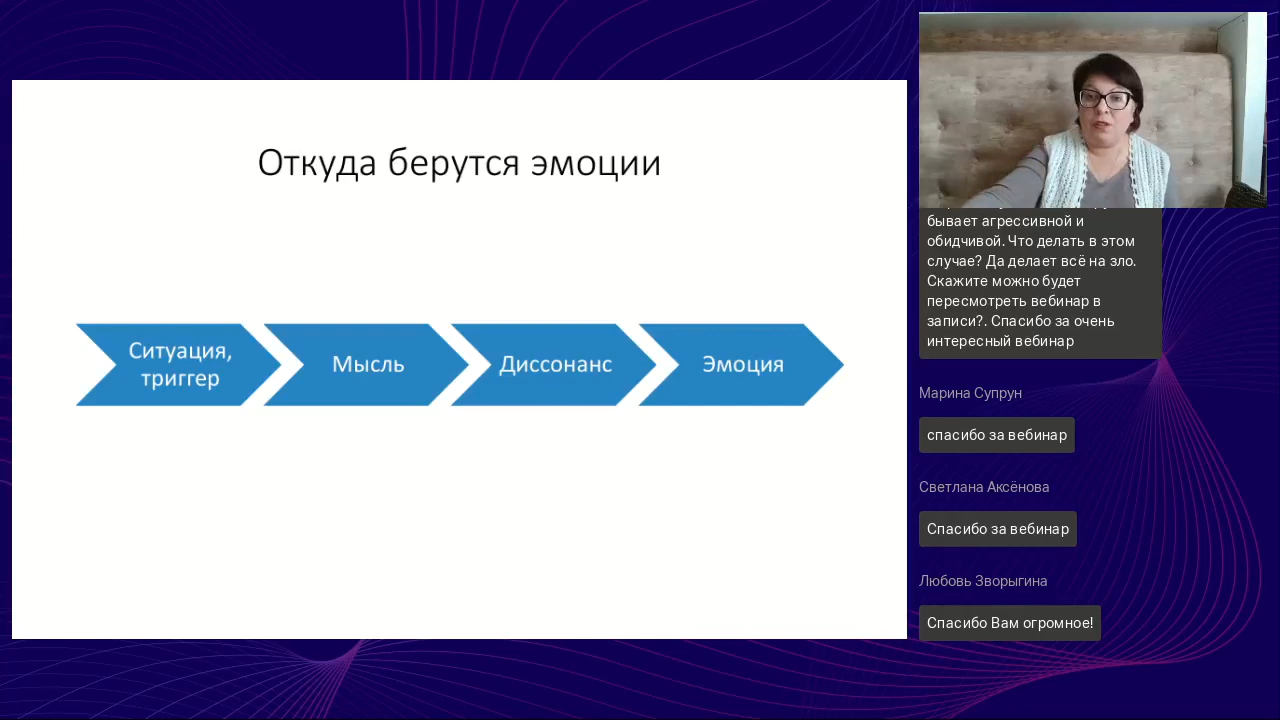 Откуда берутся эмоции
Ситуация,
триггер
Мысль
Диссонанс
Эмоция
бывает агрессивной и
обидчивой. Что делать в этом
случае? Да делает всё на зло.
Скажите можно будет
пересмотреть вебинар в
записи?. Спасибо за очень
интересный вебинар
Марина Супрун
спасибо за вебинар
Светлана Аксёнова
Спасибо за вебинар
Любовь Зворыгина
Спасибо Вам огромное!